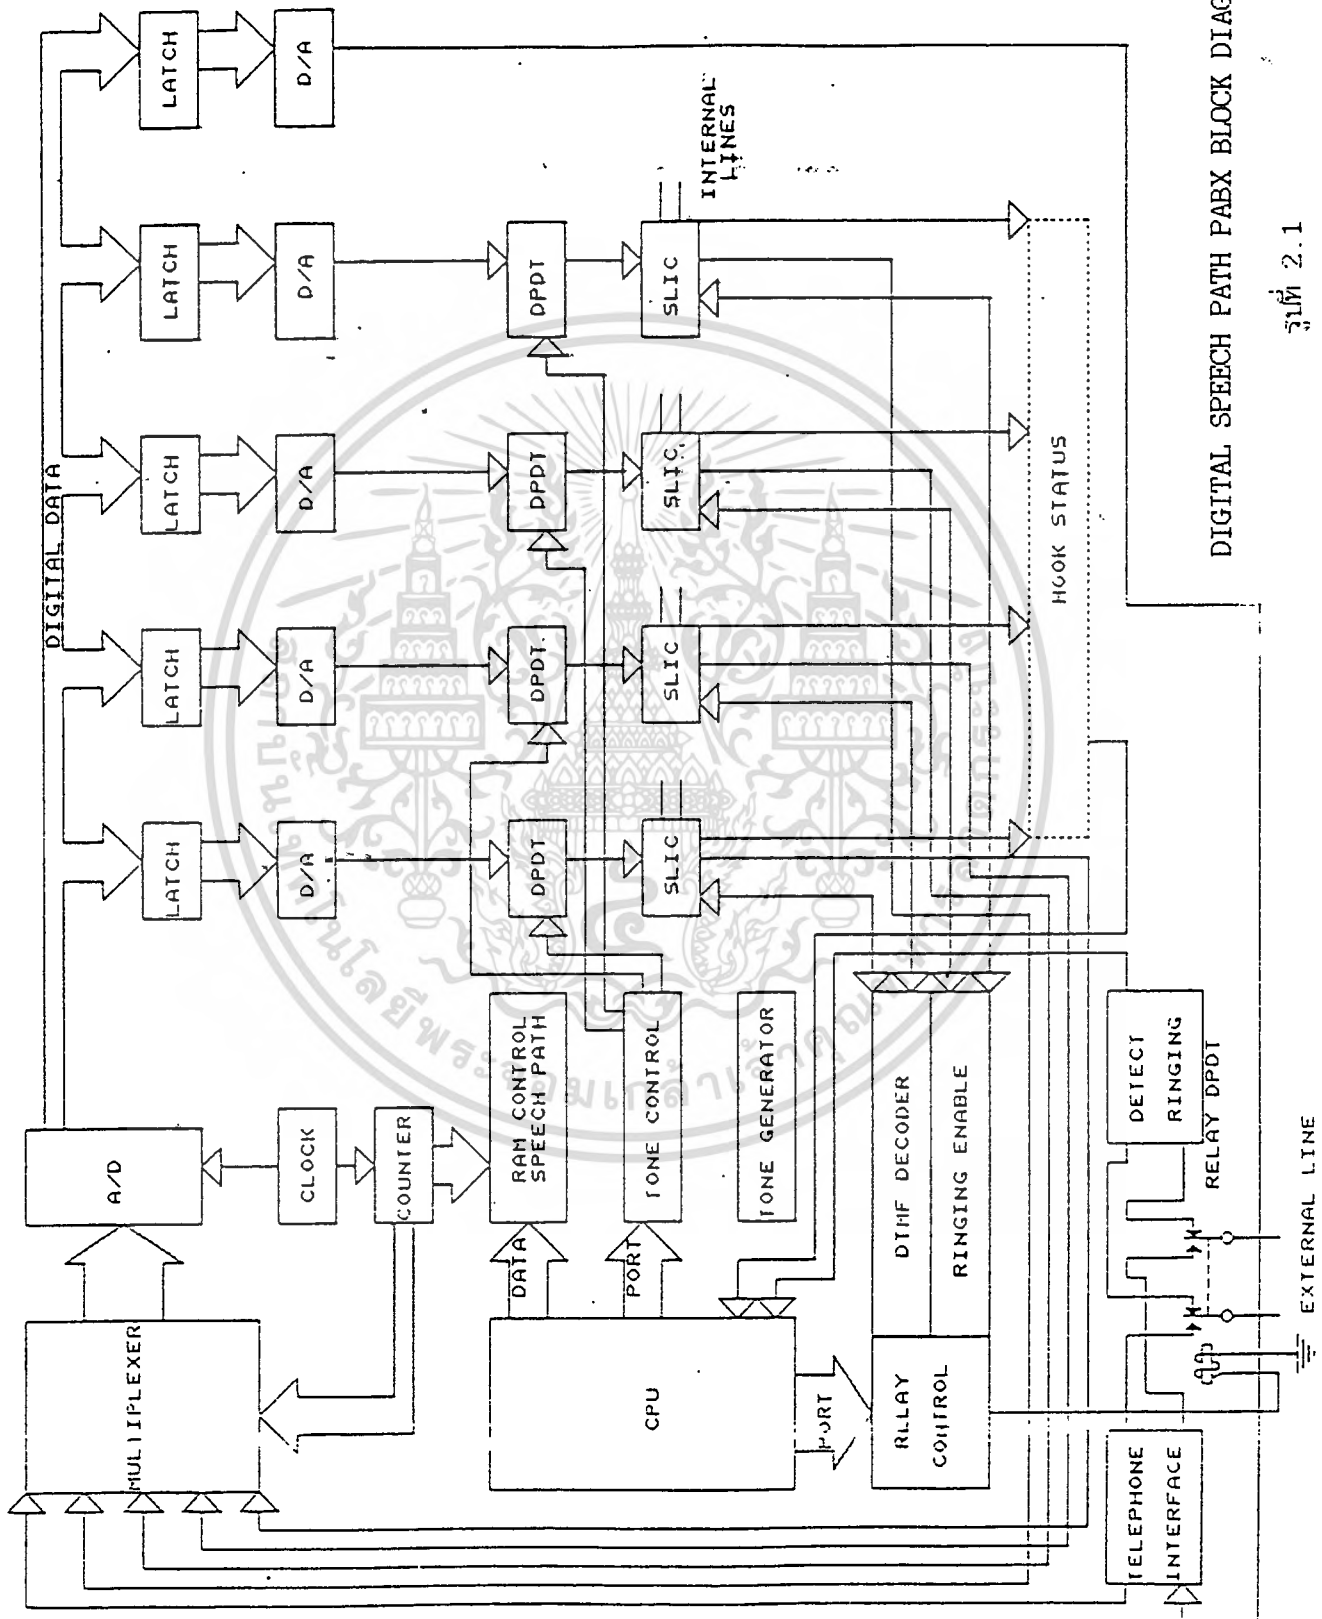 DIGITAL DATA
LATCH
LATCH
LATCH
LATCH
LATCH
D/A
D/A
D/A
D/A
D/A
DPDT
DPDT
DPDT
DPDT
SLIC
SLIC
SLIC
SLIC
INTERNAL
LINES
HOOK STATUS
MULTIPLEXER
A/D
CLOCK
COUNTER
CPU
DATA
PORT
PORT
RAM CONTROL
SPEECH PATH
TONE CONTROL
TONE GENERATOR
DTMF DECODER
RINGING ENABLE
RELAY
CONTROL
TELEPHONE
INTERFACE
DETECT
RINGING
RELAY DPDT
EXTERNAL LINE
DIGITAL SPEECH PATH PABX BLOCK DIAG
รูปที่ 2.1